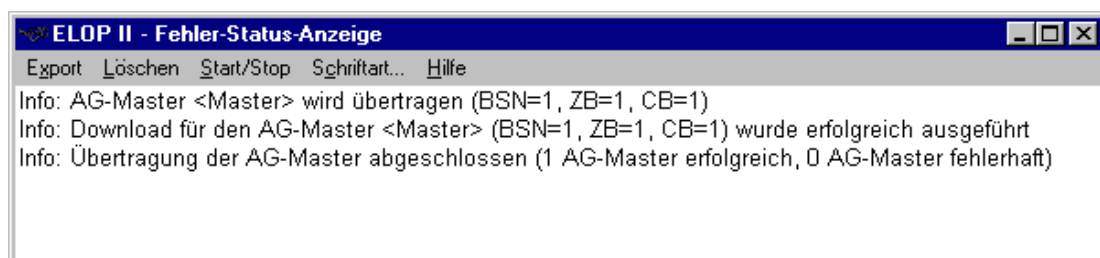 ELOP II - Fehler-Status-Anzeige
Export Löschen Start/Stop Schriftart... Hilfe
Info: AG-Master <Master> wird übertragen (BSN=1, ZB=1, CB=1)
Info: Download für den AG-Master <Master> (BSN=1, ZB=1, CB=1) wurde erfolgreich ausgeführt
Info: Übertragung der AG-Master abgeschlossen (1 AG-Master erfolgreich, 0 AG-Master fehlerhaft)